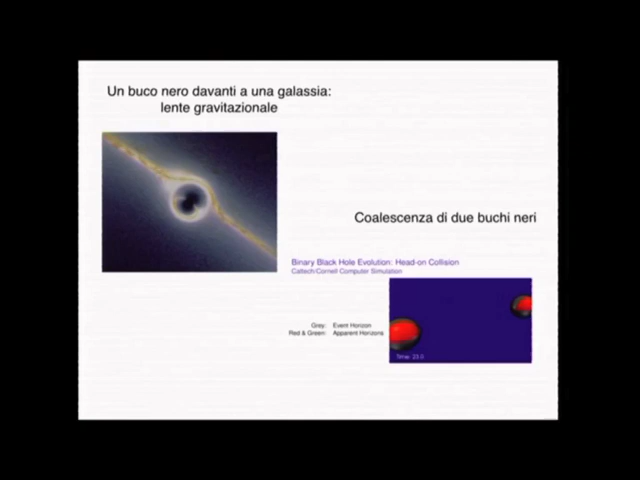 Un buco nero davanti a una galassia:
lente gravitazionale
Coalescenza di due buchi neri
Binary Black Hole Evolution: Head-on Collision
Caltech/Cornell Computer Simulation
Grey: Event Horizon
Red & Green: Apparent Horizons
Time: 23.0